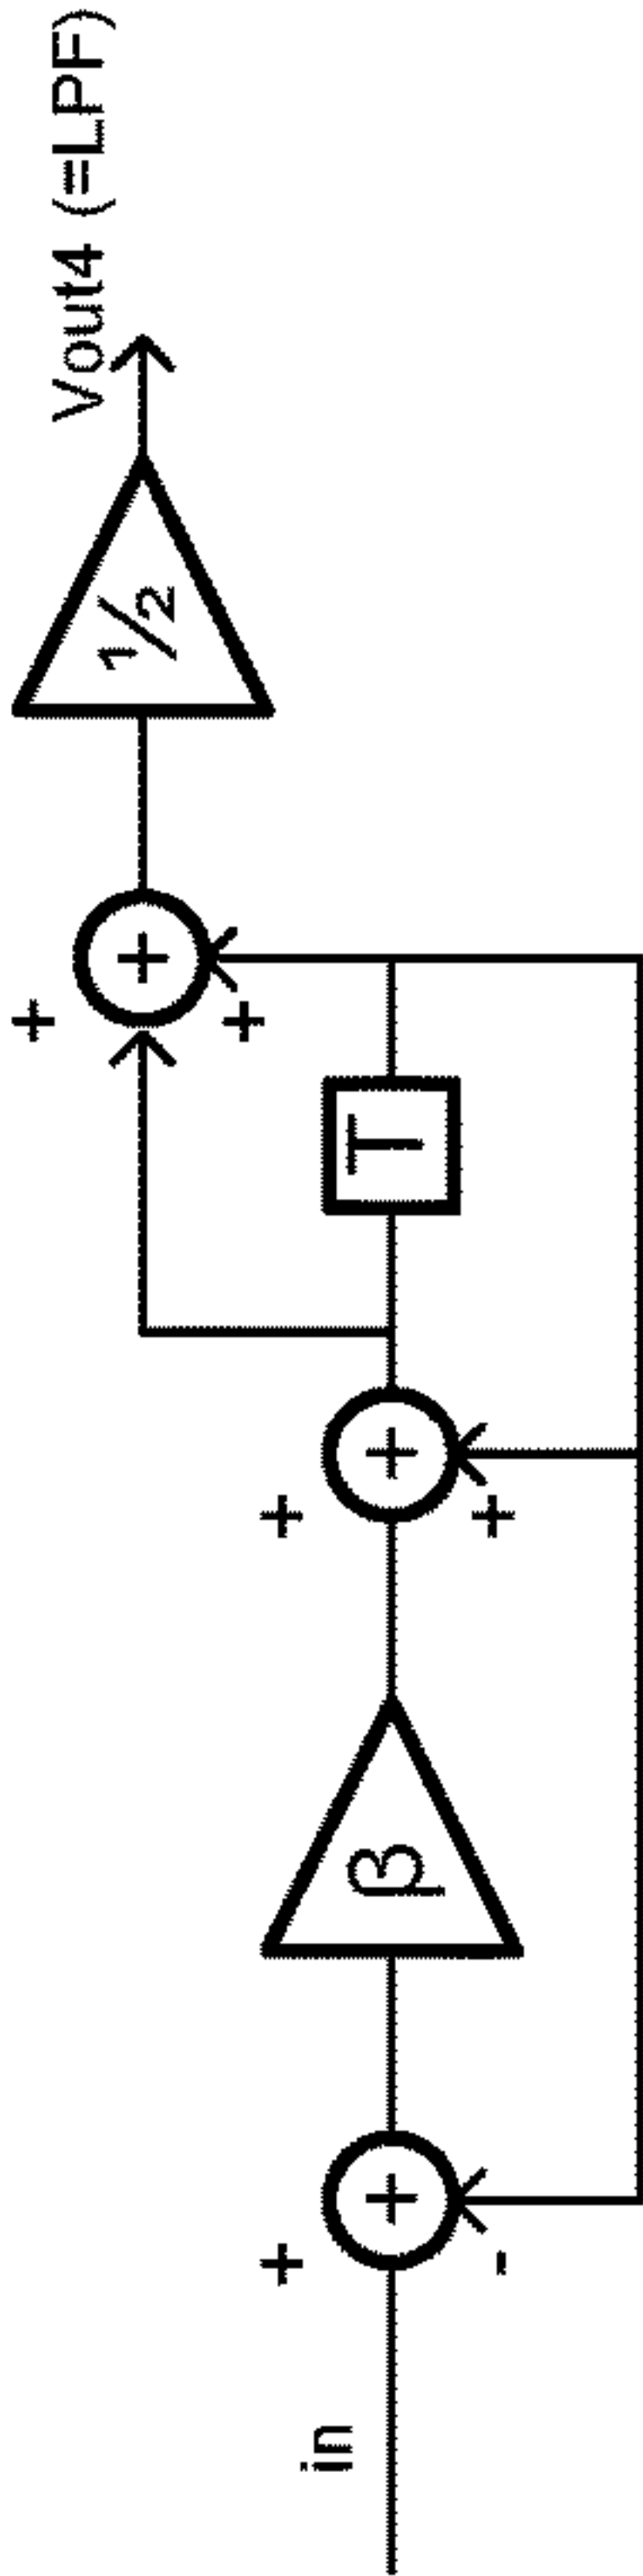 in
+
-
+
β
+
+
+
T
+
+
+
½
Vout4 (=LPF)